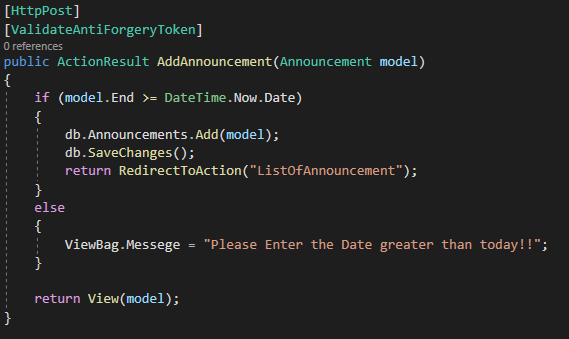 [HttpPost]
[ValidateAntiForgeryToken]
0 references
public ActionResult AddAnnouncement(Announcement model)
{
if (model.End >= DateTime.Now.Date)
{
db.Announcements.Add(model);
db.SaveChanges();
return RedirectToAction("ListOfAnnouncement");
}
else
{
ViewBag.Messege = "Please Enter the Date greater than today!!";
}
return View(model);
}